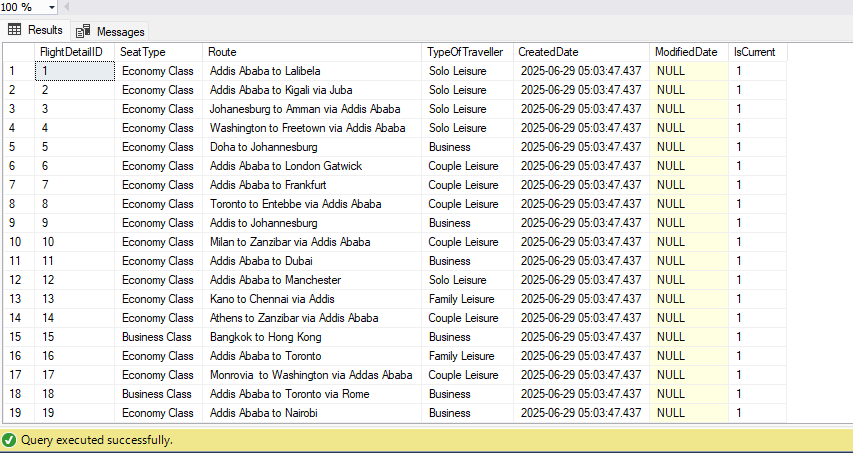 100 %
Results Messages
FlightDetailID SeatType Route TypeOfTraveller CreatedDate ModifiedDate IsCurrent
1 1 Economy Class Addis Ababa to Lalibela Solo Leisure 2025-06-29 05:03:47.437 NULL 1
2 2 Economy Class Addis Ababa to Kigali via Juba Solo Leisure 2025-06-29 05:03:47.437 NULL 1
3 3 Economy Class Johanesburg to Amman via Addis Ababa Solo Leisure 2025-06-29 05:03:47.437 NULL 1
4 4 Economy Class Washington to Freetown via Addis Ababa Solo Leisure 2025-06-29 05:03:47.437 NULL 1
5 5 Economy Class Doha to Johannesburg Business 2025-06-29 05:03:47.437 NULL 1
6 6 Economy Class Addis Ababa to London Gatwick Couple Leisure 2025-06-29 05:03:47.437 NULL 1
7 7 Economy Class Addis Ababa to Frankfurt Couple Leisure 2025-06-29 05:03:47.437 NULL 1
8 8 Economy Class Toronto to Entebbe via Addis Ababa Couple Leisure 2025-06-29 05:03:47.437 NULL 1
9 9 Economy Class Addis to Johannesburg Business 2025-06-29 05:03:47.437 NULL 1
10 10 Economy Class Milan to Zanzibar via Addis Ababa Couple Leisure 2025-06-29 05:03:47.437 NULL 1
11 11 Economy Class Addis Ababa to Dubai Business 2025-06-29 05:03:47.437 NULL 1
12 12 Economy Class Addis Ababa to Manchester Solo Leisure 2025-06-29 05:03:47.437 NULL 1
13 13 Economy Class Kano to Chennai via Addis Family Leisure 2025-06-29 05:03:47.437 NULL 1
14 14 Economy Class Athens to Zanzibar via Addis Ababa Couple Leisure 2025-06-29 05:03:47.437 NULL 1
15 15 Business Class Bangkok to Hong Kong Business 2025-06-29 05:03:47.437 NULL 1
16 16 Economy Class Addis Ababa to Toronto Family Leisure 2025-06-29 05:03:47.437 NULL 1
17 17 Economy Class Monrovia  to Washington via Addas Ababa Couple Leisure 2025-06-29 05:03:47.437 NULL 1
18 18 Business Class Addis Ababa to Toronto via Rome Business 2025-06-29 05:03:47.437 NULL 1
19 19 Economy Class Addis Ababa to Nairobi Business 2025-06-29 05:03:47.437 NULL 1
Query executed successfully.